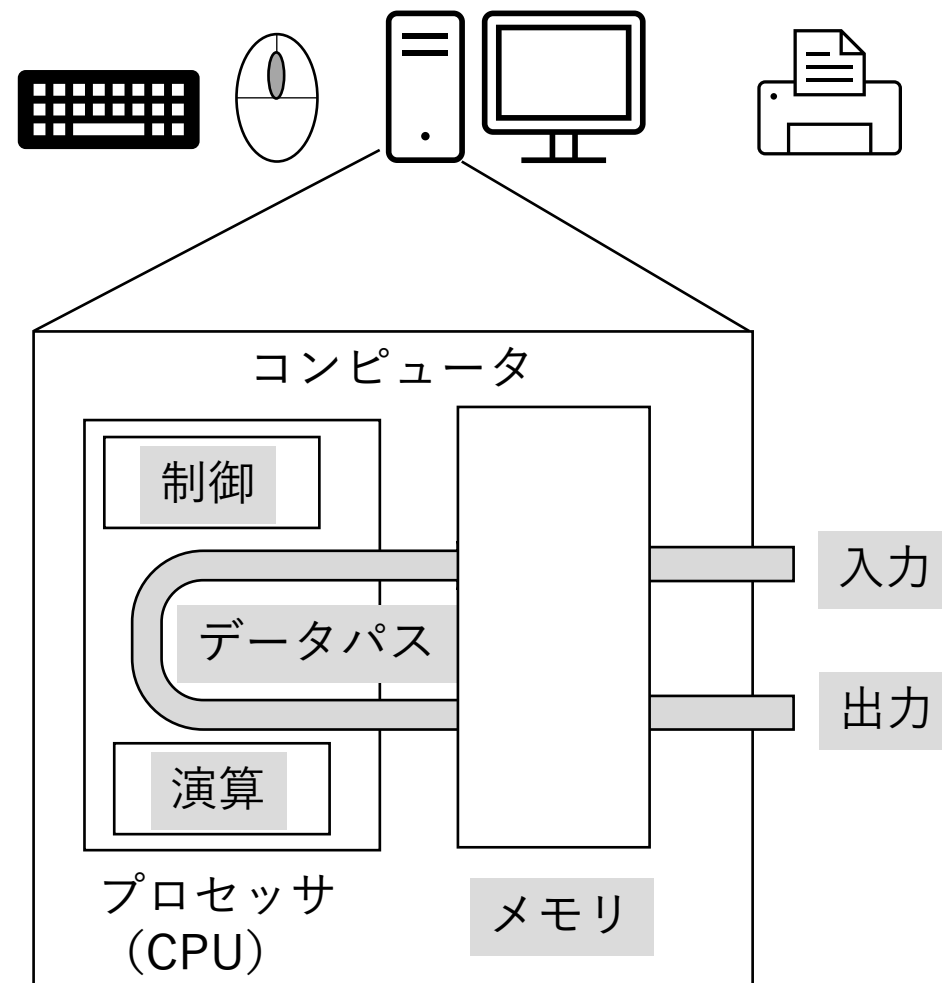 コンピュータ
制御
データパス
演算
プロセッサ
（CPU）
メモリ
入力
出力